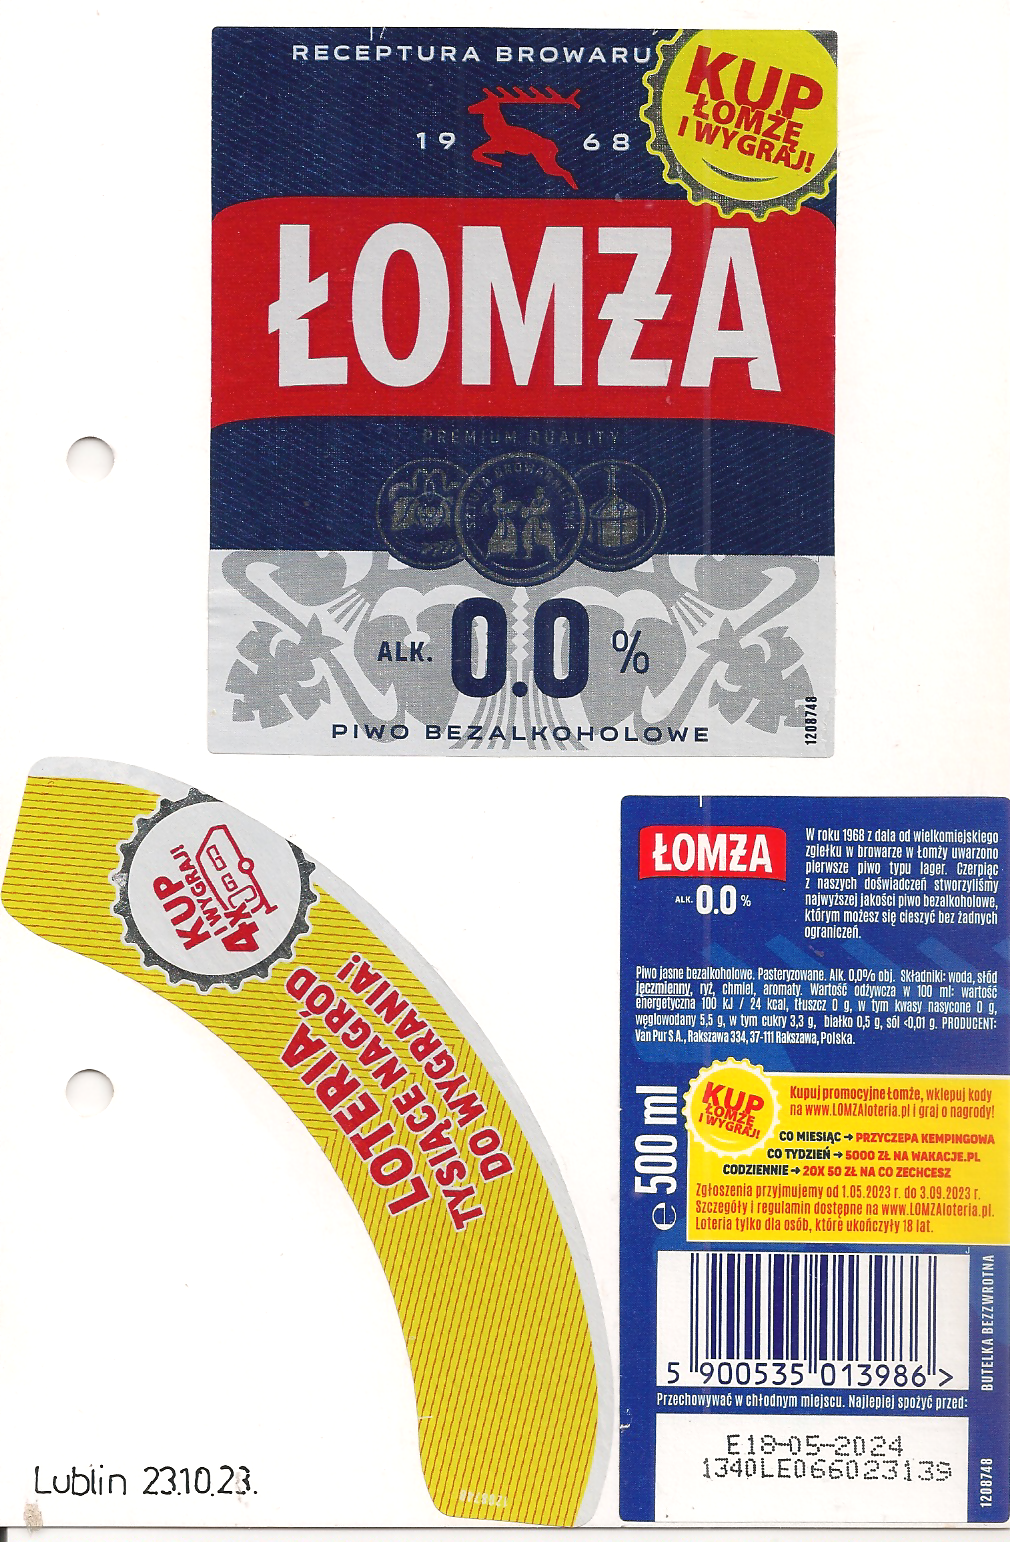 RECEPTURA BROWARU
19 68
KUP
ŁOMŻĘ
I WYGRAJ!
ŁOMŻA
PREMIUM QUALITY
SZTUKA BROWARNICTWA
ALK. 0.0 %
PIWO BEZALKOHOLOWE
1208748
KUP
I WYGRAJ!
4X
LOTERIA
TYSIĄCE NAGRÓD
DO WYGRANIA!
1208748
Lublin 23.10.23.
ŁOMŻA
ALK. 0.0 %
W roku 1968 z dala od wielkomiejskiego
zgiełku w browarze w Łomży uwarzono
pierwsze piwo typu lager. Czerpiąc
z naszych doświadczeń stworzyliśmy
najwyższej jakości piwo bezalkoholowe,
którym możesz się cieszyć bez żadnych
ograniczeń.
Piwo jasne bezalkoholowe. Pasteryzowane. Alk. 0,0% obj. Składniki: woda, słód
jęczmienny, ryż, chmiel, aromaty. Wartość odżywcza w 100 ml: wartość
energetyczna 100 kJ / 24 kcal, tłuszcz 0 g, w tym kwasy nasycone 0 g,
węglowodany 5,5 g, w tym cukry 3,3 g, białko 0,5 g, sól <0,01 g. PRODUCENT:
Van Pur S.A., Rakszawa 334, 37-111 Rakszawa, Polska.
e 500 ml
KUP
ŁOMŻĘ
I WYGRAJ!
Kupuj promocyjne Łomże, wklepuj kody
na www.LOMZAloteria.pl i graj o nagrody!
CO MIESIĄC → PRZYCZEPA KEMPINGOWA
CO TYDZIEŃ → 5000 ZŁ NA WAKACJE.PL
CODZIENNIE → 20X 50 ZŁ NA CO ZECHCESZ
Zgłoszenia przyjmujemy od 1.05.2023 r. do 3.09.2023 r.
Szczegóły i regulamin dostępne na www.LOMZAloteria.pl.
Loteria tylko dla osób, które ukończyły 18 lat.
5 900535 013986 >
BUTELKA BEZZWROTNA
Przechowywać w chłodnym miejscu. Najlepiej spożyć przed:
E18-05-2024
1340LE066023139
1208748